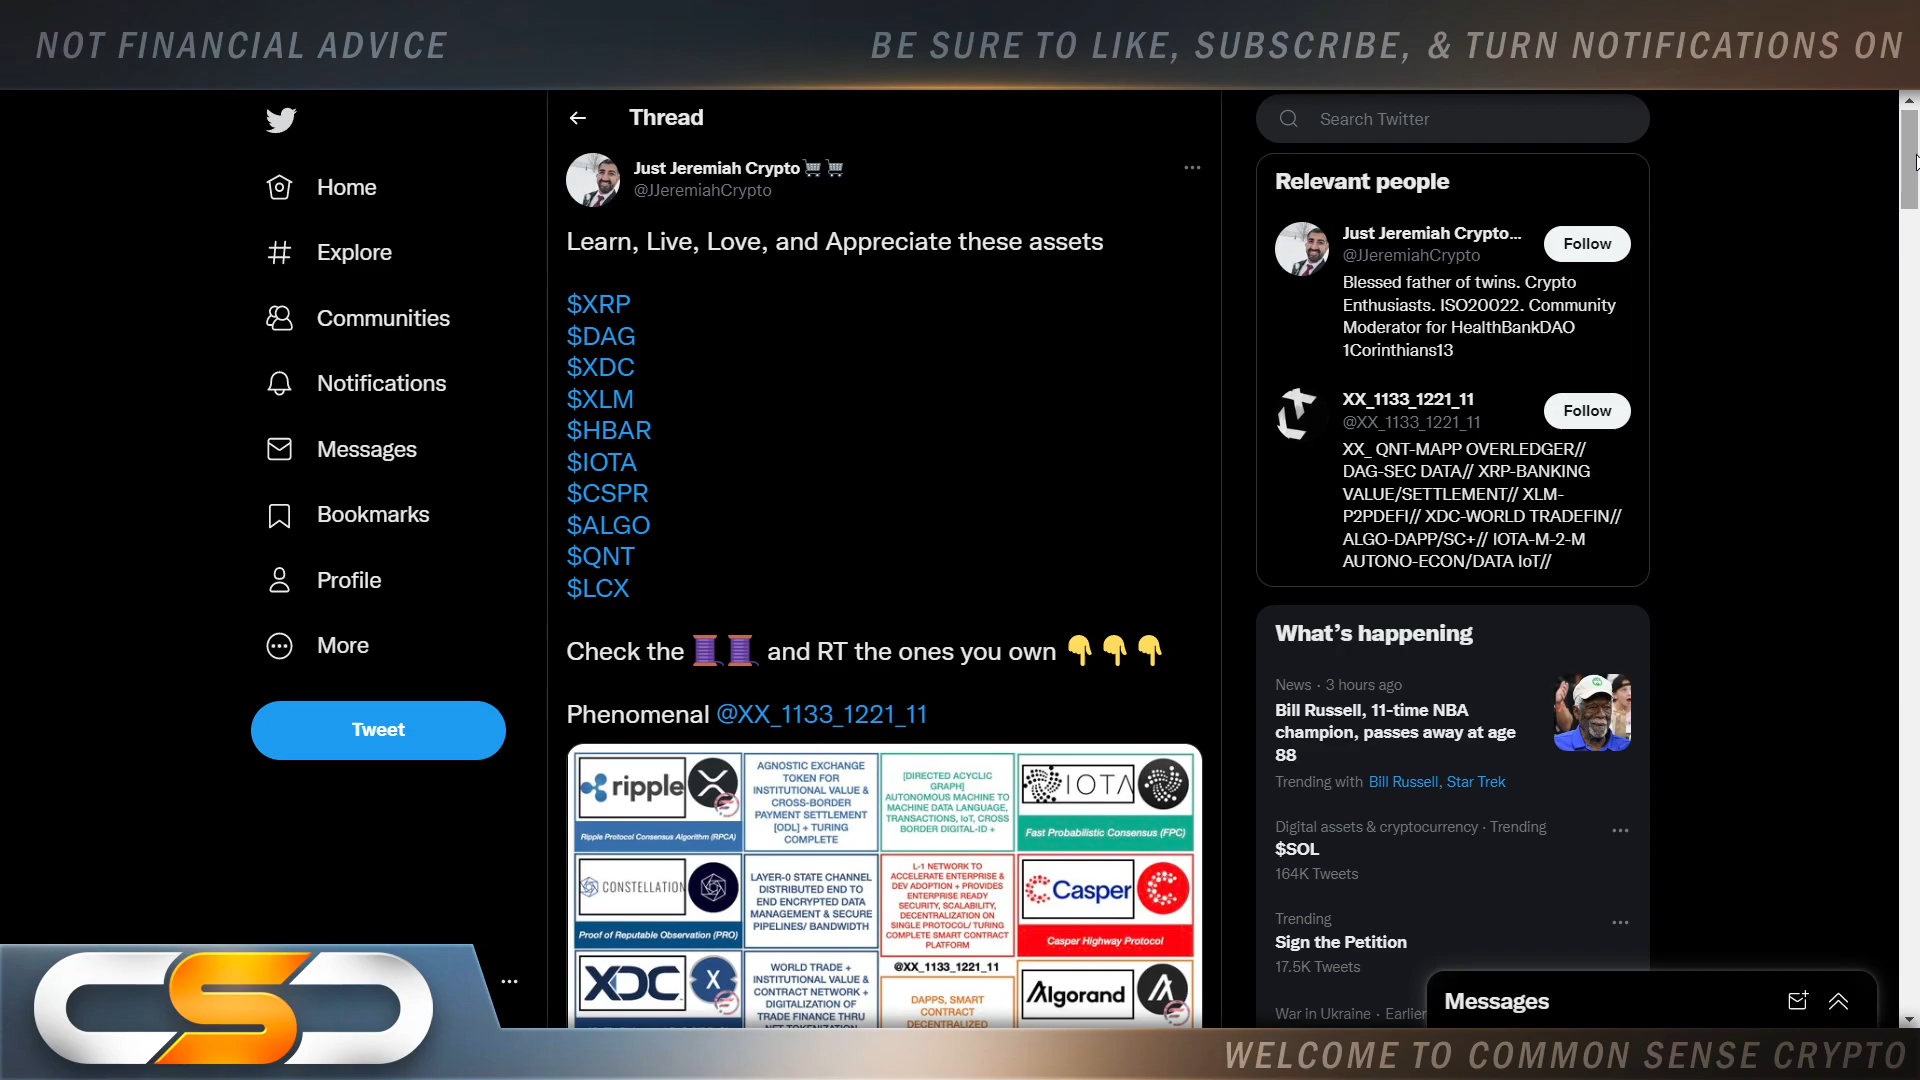 NOT FINANCIAL ADVICE
BE SURE TO LIKE, SUBSCRIBE, & TURN NOTIFICATIONS ON
Home
Explore
Communities
Notifications
Messages
Bookmarks
Profile
More
Tweet
Thread
Just Jeremiah Crypto
@JJeremiahCrypto
Learn, Live, Love, and Appreciate these assets
$XRP
$DAG
$XDC
$XLM
$HBAR
$IOTA
$CSPR
$ALGO
$QNT
$LCX
Check the 🧵🧵 and RT the ones you own 👇👇👇
Phenomenal @XX_1133_1221_11
ripple
Ripple Protocol Consensus Algorithm (RPCA)
AGNOSTIC EXCHANGE
TOKEN FOR
INSTITUTIONAL VALUE &
CROSS-BORDER
PAYMENT SETTLEMENT
[ODL] + TURING
COMPLETE
[DIRECTED ACYCLIC
GRAPH]
AUTONOMOUS MACHINE TO
MACHINE DATA LANGUAGE,
TRANSACTIONS, IoT, CROSS
BORDER DIGITAL-ID +
IOTA
Fast Probabilistic Consensus (FPC)
CONSTELLATION
Proof of Reputable Observation (PRO)
LAYER-0 STATE CHANNEL
DISTRIBUTED END TO
END ENCRYPTED DATA
MANAGEMENT & SECURE
PIPELINES/ BANDWIDTH
L-1 NETWORK TO
ACCELERATE ENTERPRISE &
DEV ADOPTION + PROVIDES
ENTERPRISE READY
SECURITY, SCALABILITY,
DECENTRALIZATION ON
SINGLE PROTOCOL/ TURING
COMPLETE SMART CONTRACT
PLATFORM
Casper
Casper Highway Protocol
XDC
WORLD TRADE +
INSTITUTIONAL VALUE &
CONTRACT NETWORK +
DIGITALIZATION OF
TRADE FINANCE THRU
NFT TOKENIZATION
@XX_1133_1221_11
DAPPS, SMART
CONTRACT
DECENTRALIZED
Algorand
Search Twitter
Relevant people
Just Jeremiah Crypto...
@JJeremiahCrypto
Follow
Blessed father of twins. Crypto
Enthusiasts. ISO20022. Community
Moderator for HealthBankDAO
1Corinthians13
XX_1133_1221_11
@XX_1133_1221_11
Follow
XX_ QNT-MAPP OVERLEDGER//
DAG-SEC DATA// XRP-BANKING
VALUE/SETTLEMENT// XLM-
P2PDEFI// XDC-WORLD TRADEFIN//
ALGO-DAPP/SC+// IOTA-M-2-M
AUTONO-ECON/DATA IoT//
What's happening
News · 3 hours ago
Bill Russell, 11-time NBA
champion, passes away at age
88
Trending with Bill Russell, Star Trek
Digital assets & cryptocurrency · Trending
$SOL
164K Tweets
Trending
Sign the Petition
17.5K Tweets
War in Ukraine · Earlier
Messages
CSC
WELCOME TO COMMON SENSE CRYPTO